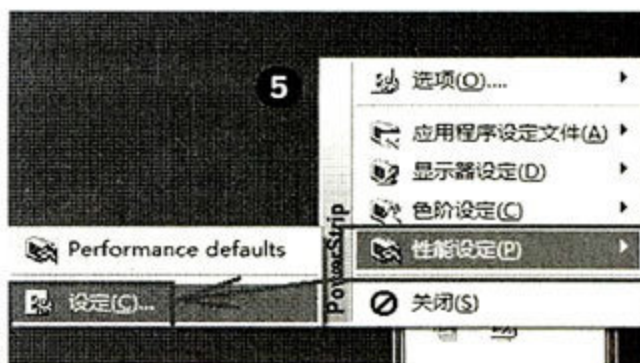 5
选项(O)....
应用程序设定文件(A)
显示器设定(D)
色阶设定(C)
性能设定(P)
关闭(S)
PowerStrip
Performance defaults
设定(C)...